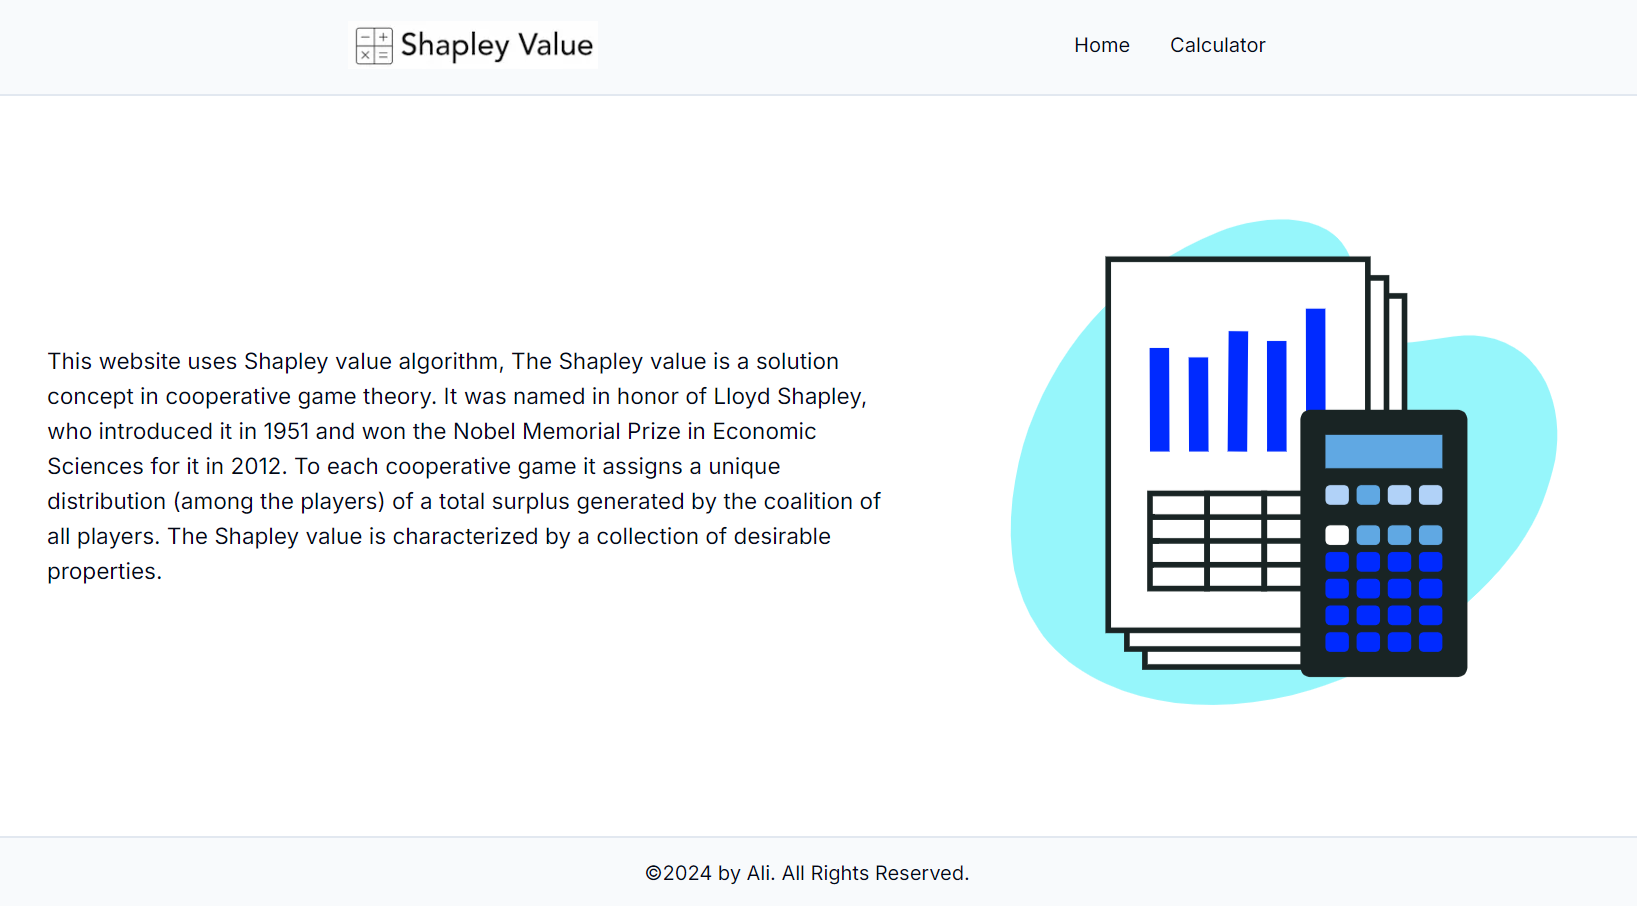 Shapley Value
Home
Calculator
This website uses Shapley value algorithm, The Shapley value is a solution
concept in cooperative game theory. It was named in honor of Lloyd Shapley,
who introduced it in 1951 and won the Nobel Memorial Prize in Economic
Sciences for it in 2012. To each cooperative game it assigns a unique
distribution (among the players) of a total surplus generated by the coalition of
all players. The Shapley value is characterized by a collection of desirable
properties.
©2024 by Ali. All Rights Reserved.